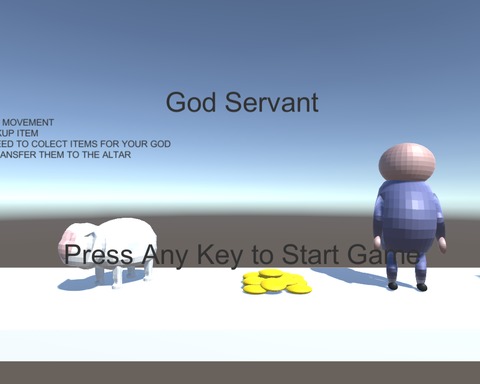 God Servant
MOVEMENT
KUP ITEM
EED TO COLECT ITEMS FOR YOUR GOD
ANSFER THEM TO THE ALTAR
Press Any Key to Start Game